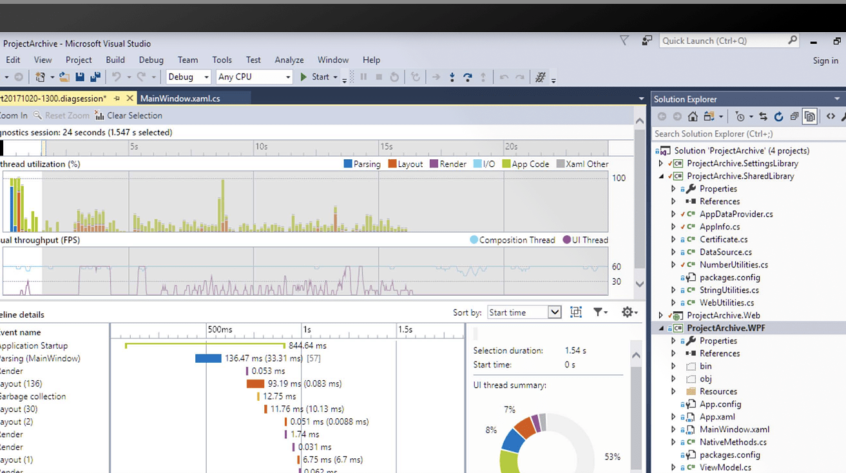 ProjectArchive - Microsoft Visual Studio
Quick Launch (Ctrl+Q)
Edit View Project Build Debug Team Tools Test Analyze Window Help
Sign in
Debug Any CPU Start
rt20171020-1300.diagsession* MainWindow.xaml.cs
Zoom In Reset Zoom Clear Selection
gnostics session: 24 seconds (1.547 s selected)
5s 10s 15s 20s
thread utilization (%)
Parsing Layout Render I/O App Code Xaml Other
100
ual throughput (FPS)
Composition Thread UI Thread
60
30
eline details
Sort by: Start time
vent name
500ms 1s 1.5s
Application Startup 844.64 ms
Parsing (MainWindow) 136.47 ms (33.31 ms) [57]
Render 0.053 ms
ayout (136) 93.19 ms (0.083 ms)
Garbage collection 12.75 ms
ayout (30) 11.76 ms (10.13 ms)
ayout (2) 0.051 ms (0.0088 ms)
Render 1.74 ms
Render 0.031 ms
ayout (1) 6.75 ms (6.7 ms)
Render 0.062 ms
Selection duration: 1.54 s
Start time: 0 s
UI thread summary:
7%
8%
53%
Solution Explorer
Search Solution Explorer (Ctrl+;)
Solution 'ProjectArchive' (4 projects)
ProjectArchive.SettingsLibrary
ProjectArchive.SharedLibrary
Properties
References
AppDataProvider.cs
AppInfo.cs
Certificate.cs
DataSource.cs
NumberUtilities.cs
packages.config
StringUtilities.cs
WebUtilities.cs
ProjectArchive.Web
ProjectArchive.WPF
Properties
References
bin
obj
Resources
App.config
App.xaml
MainWindow.xaml
NativeMethods.cs
packages.config
ViewModel.cs